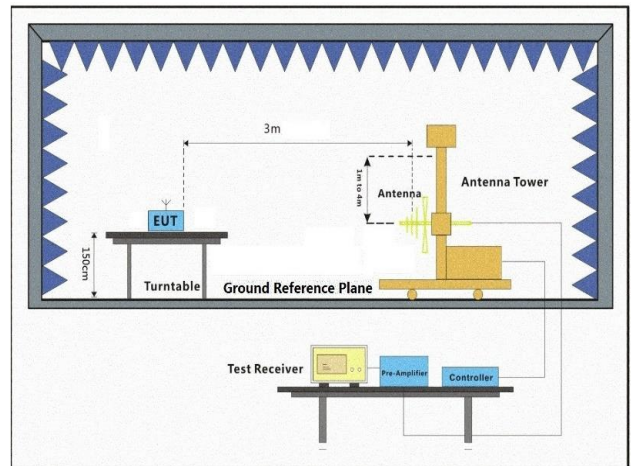 3m
1m to 4m
Antenna
Antenna Tower
EUT
150cm
Turntable
Ground Reference Plane
Test Receiver
Pre-Amplifier
Controller